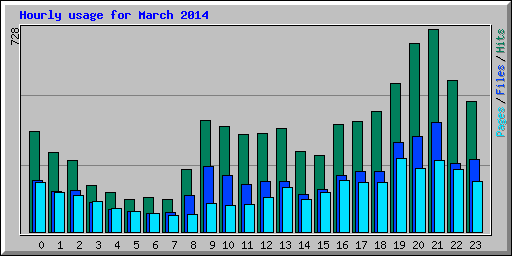 Hourly usage for March 2014
728
Pages/Files/Hits
0 1 2 3 4 5 6 7 8 9 10 11 12 13 14 15 16 17 18 19 20 21 22 23